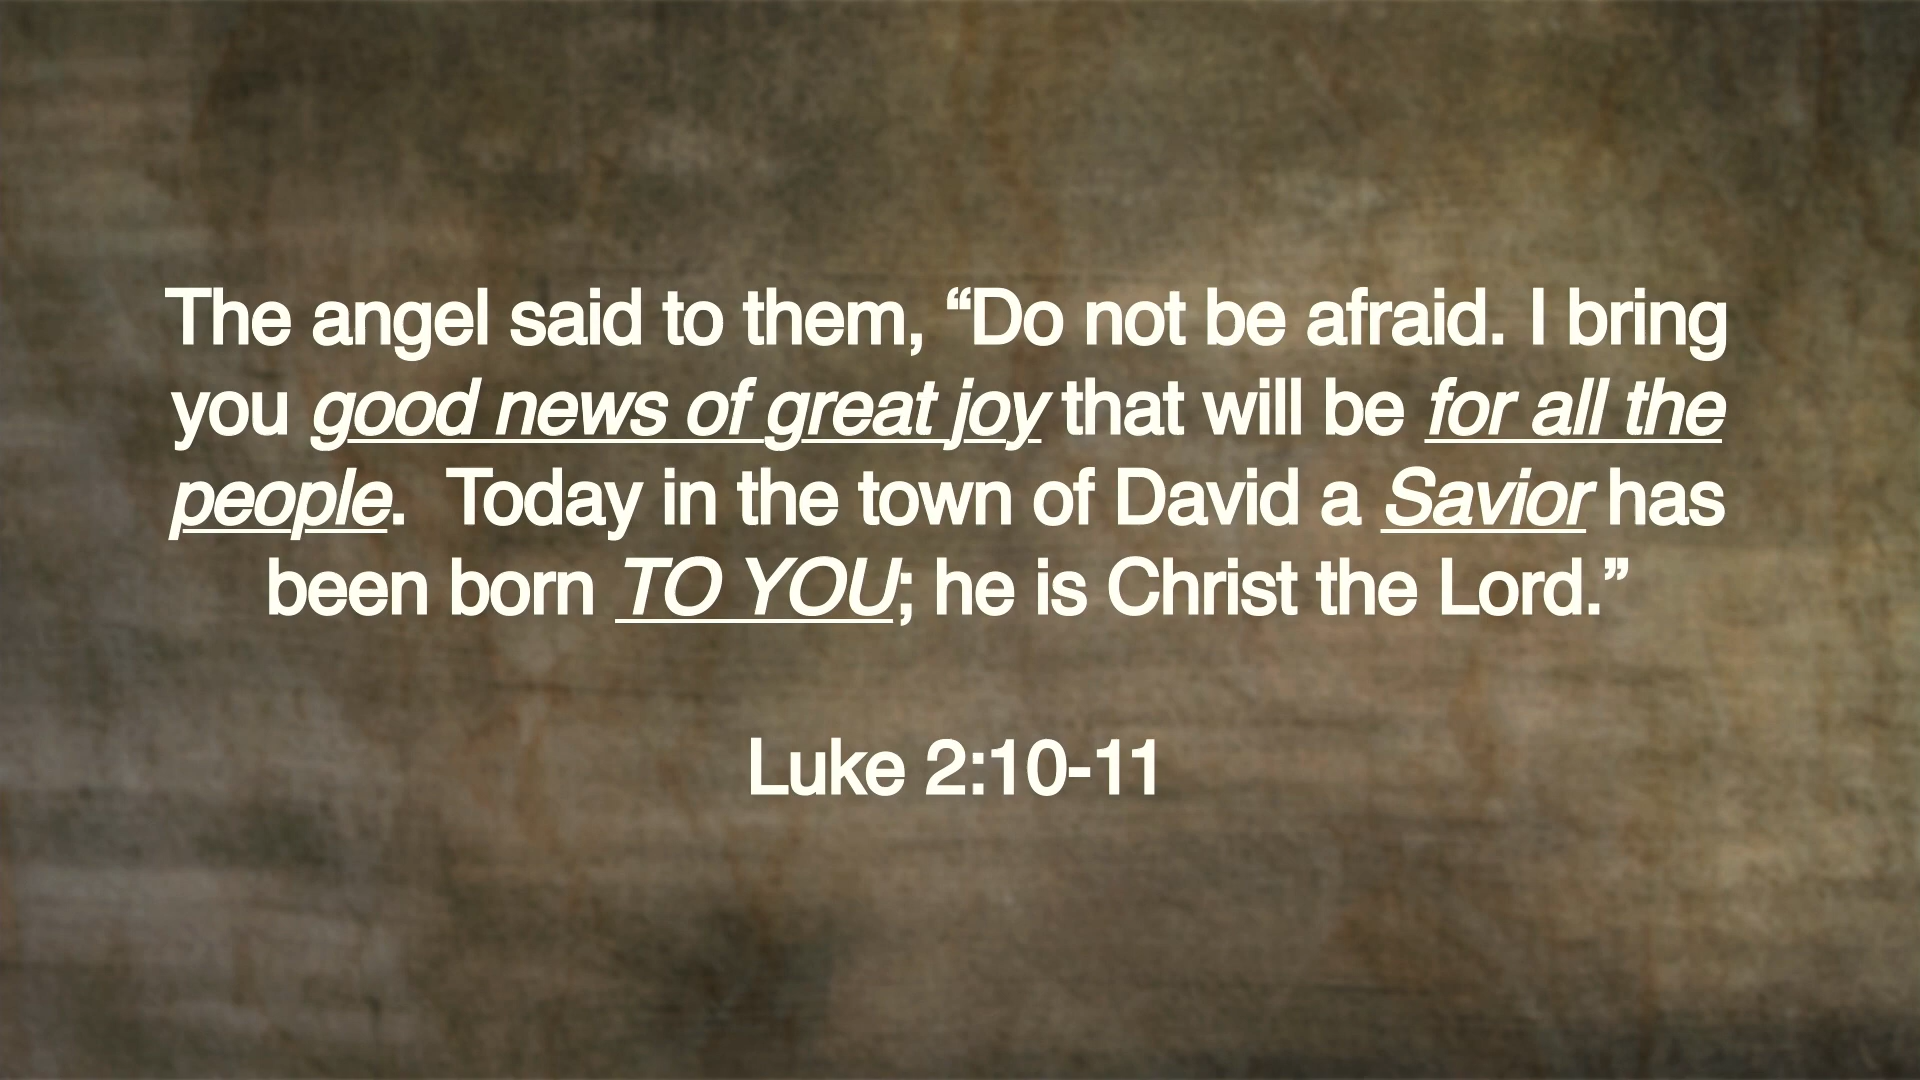 The angel said to them, “Do not be afraid. I bring
you good news of great joy that will be for all the
people.  Today in the town of David a Savior has
been born TO YOU; he is Christ the Lord.”
Luke 2:10-11